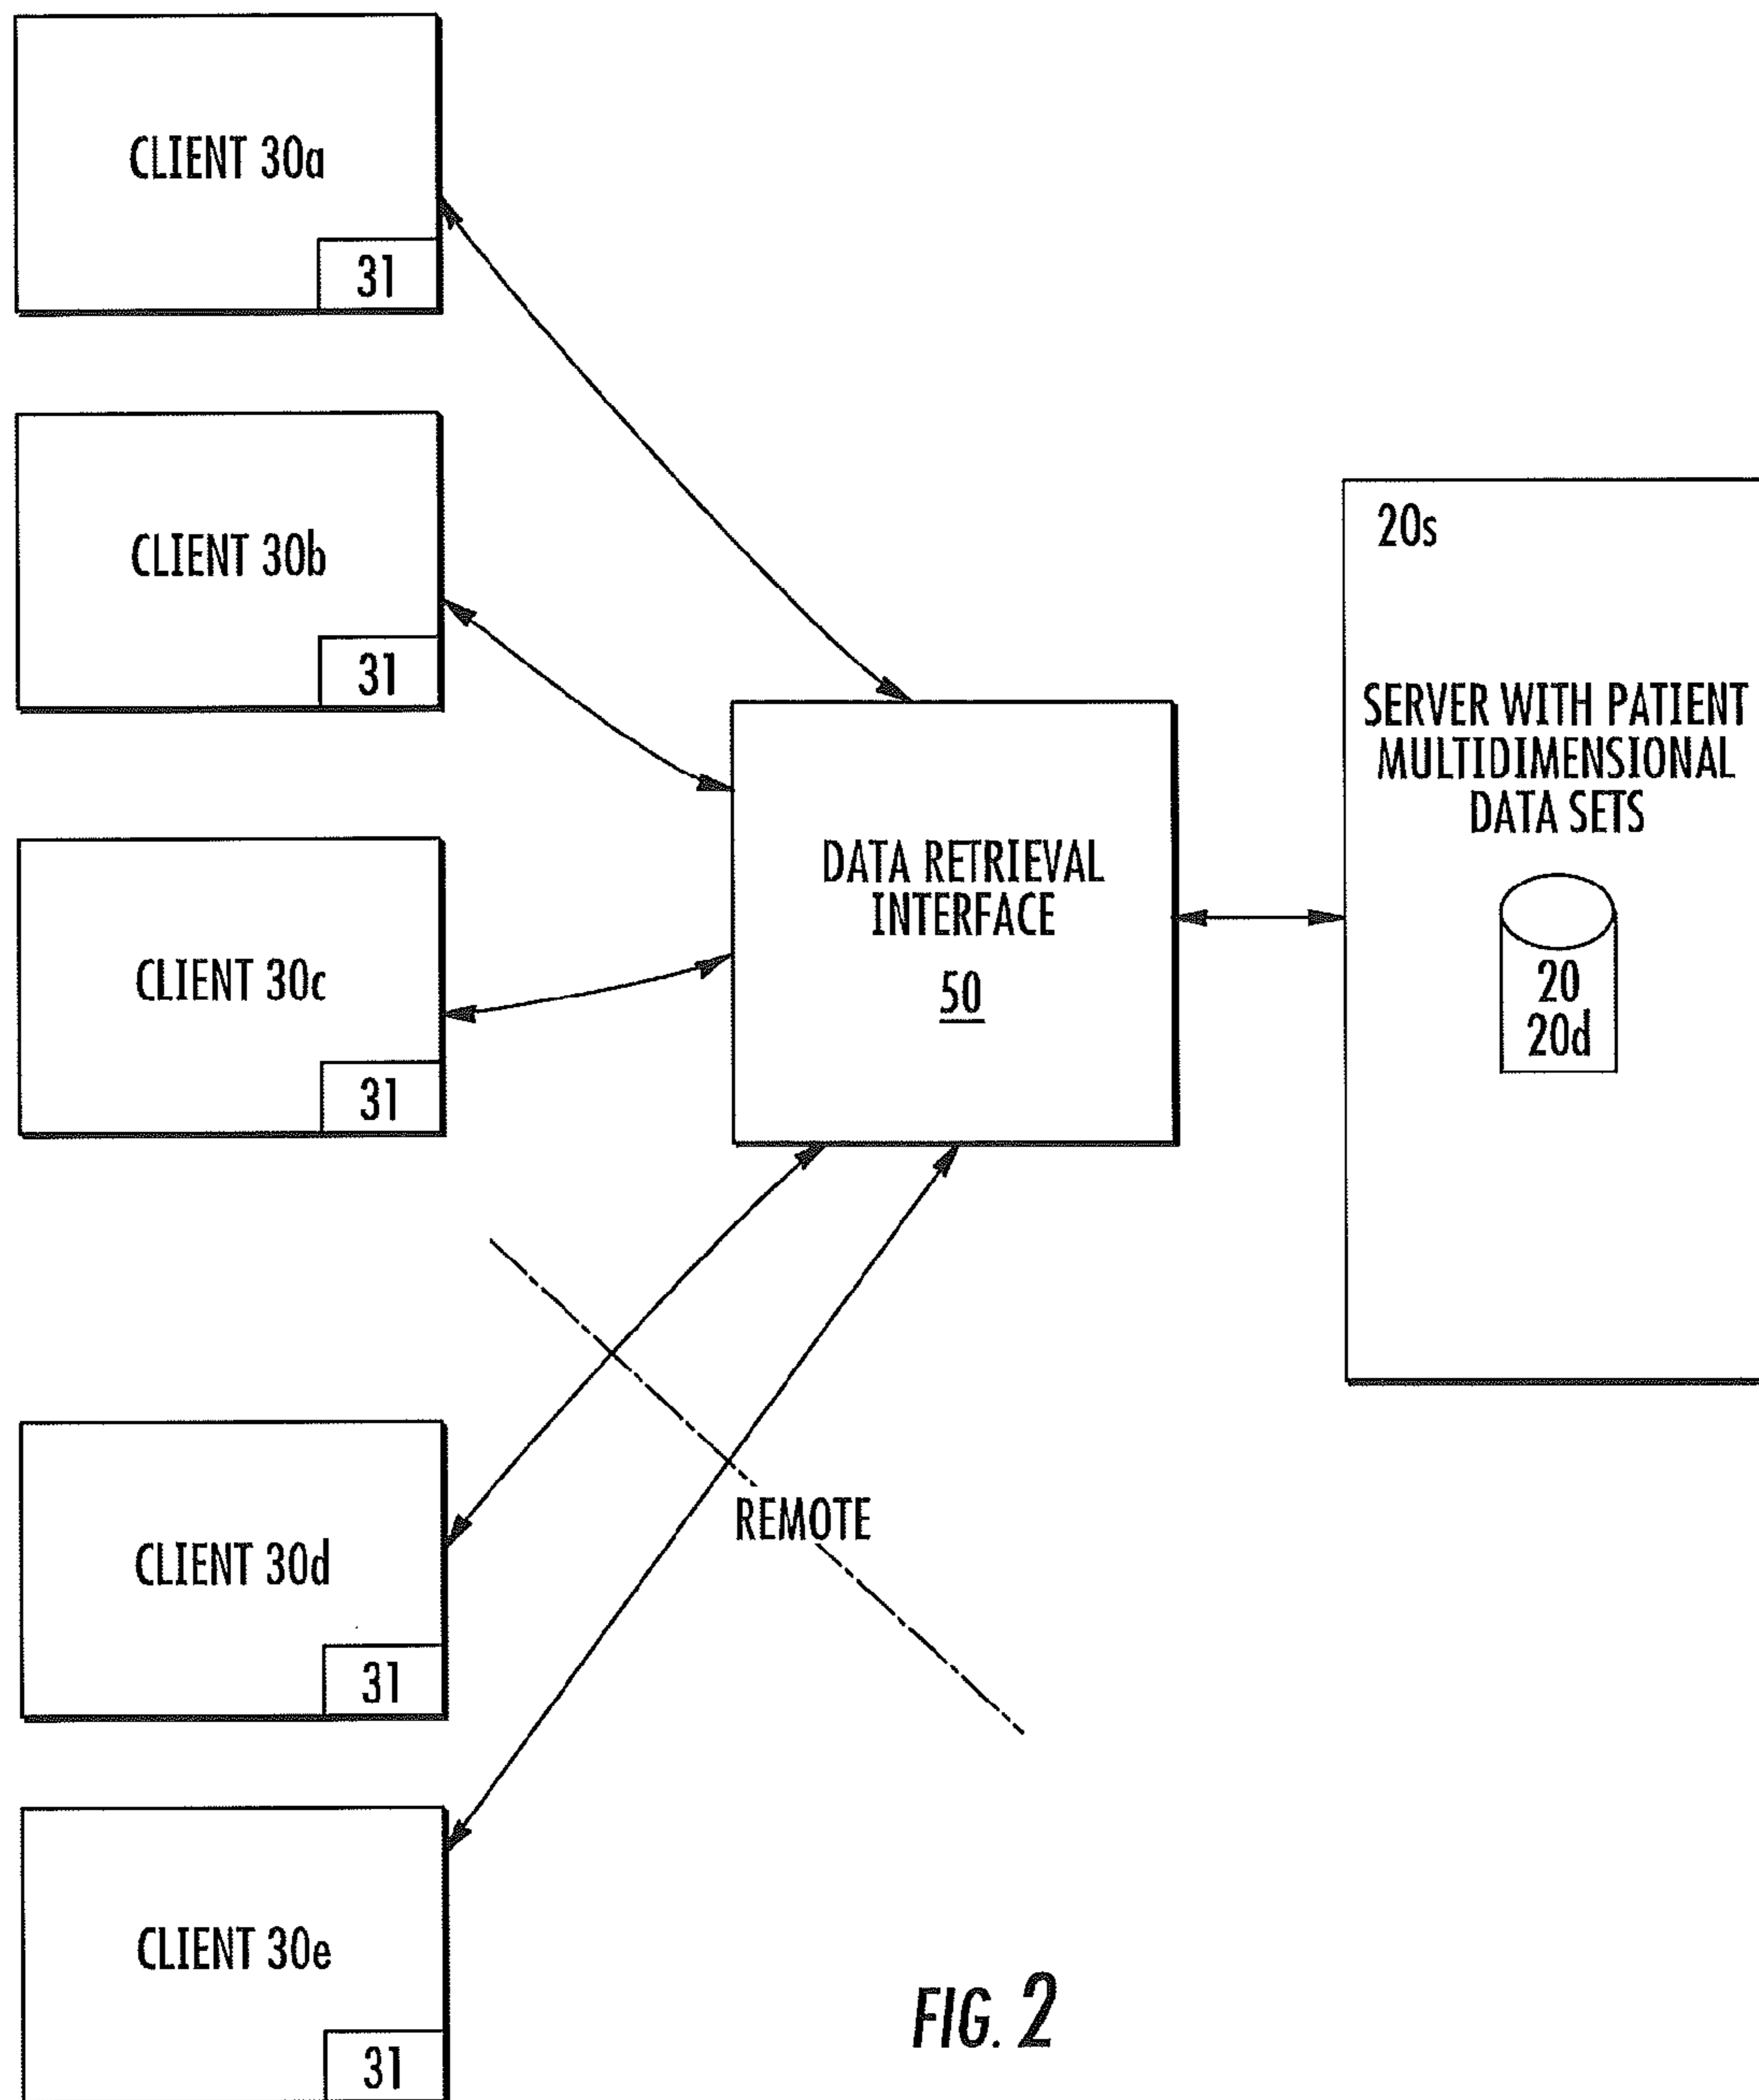 CLIENT 30a
31
CLIENT 30b
31
CLIENT 30c
31
CLIENT 30d
31
CLIENT 30e
31
DATA RETRIEVAL
INTERFACE
50
REMOTE
20s
SERVER WITH PATIENT
MULTIDIMENSIONAL
DATA SETS
20
20d
FIG. 2